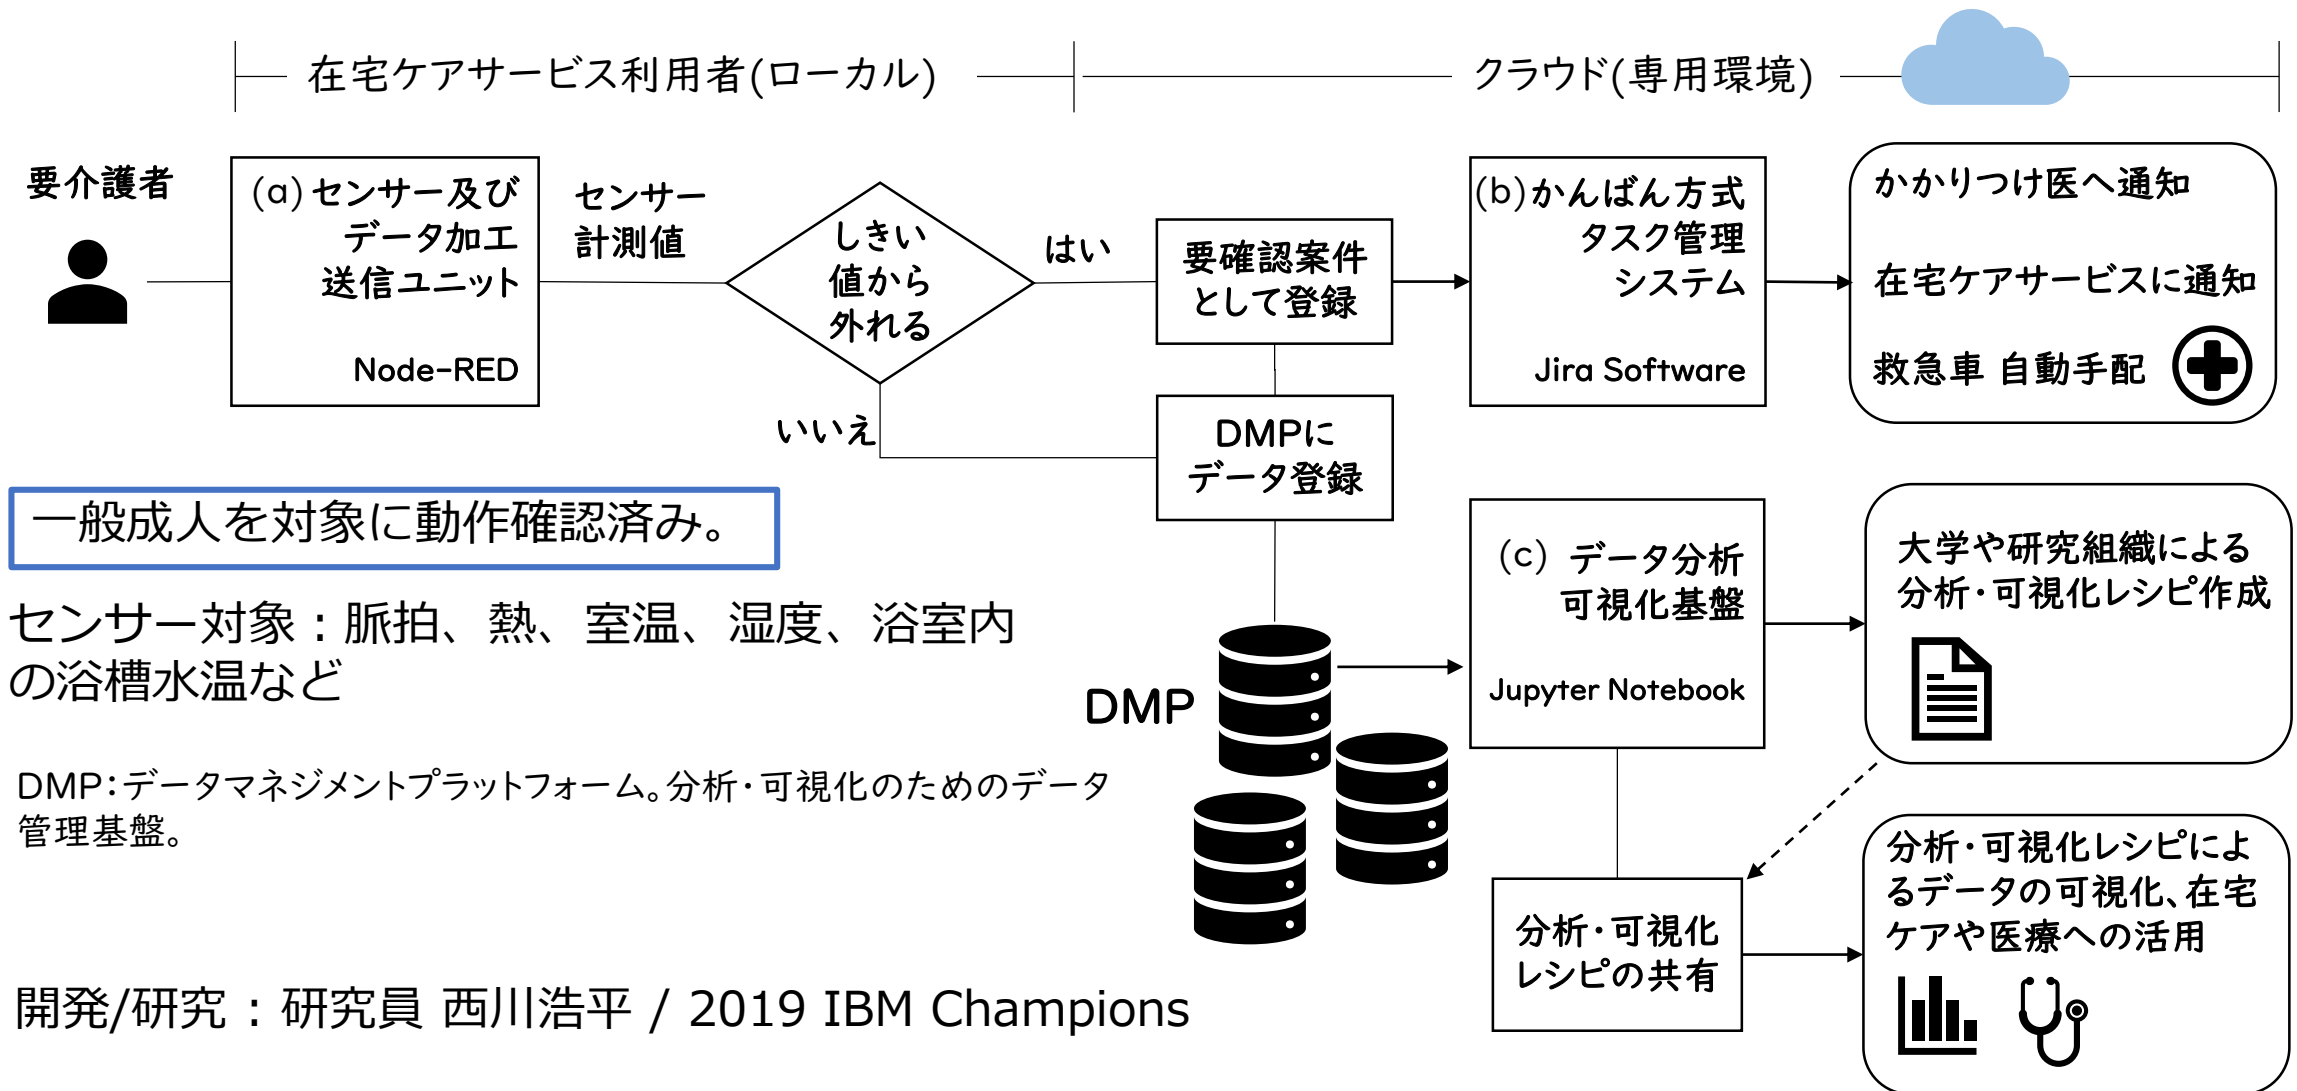 在宅ケアサービス利用者(ローカル)
クラウド(専用環境)
要介護者
(a)センサー及び
データ加工
送信ユニット
Node-RED
センサー
計測値
しきい
値から
外れる
はい
いいえ
要確認案件
として登録
DMPに
データ登録
(b)かんばん方式
タスク管理
システム
Jira Software
かかりつけ医へ通知
在宅ケアサービスに通知
救急車 自動手配
一般成人を対象に動作確認済み。
センサー対象：脈拍、熱、室温、湿度、浴室内
の浴槽水温など
DMP
DMP：データマネジメントプラットフォーム。分析・可視化のためのデータ
管理基盤。
(c) データ分析
可視化基盤
Jupyter Notebook
大学や研究組織による
分析・可視化レシピ作成
分析・可視化
レシピの共有
分析・可視化レシピによ
るデータの可視化、在宅
ケアや医療への活用
開発/研究：研究員 西川浩平 / 2019 IBM Champions